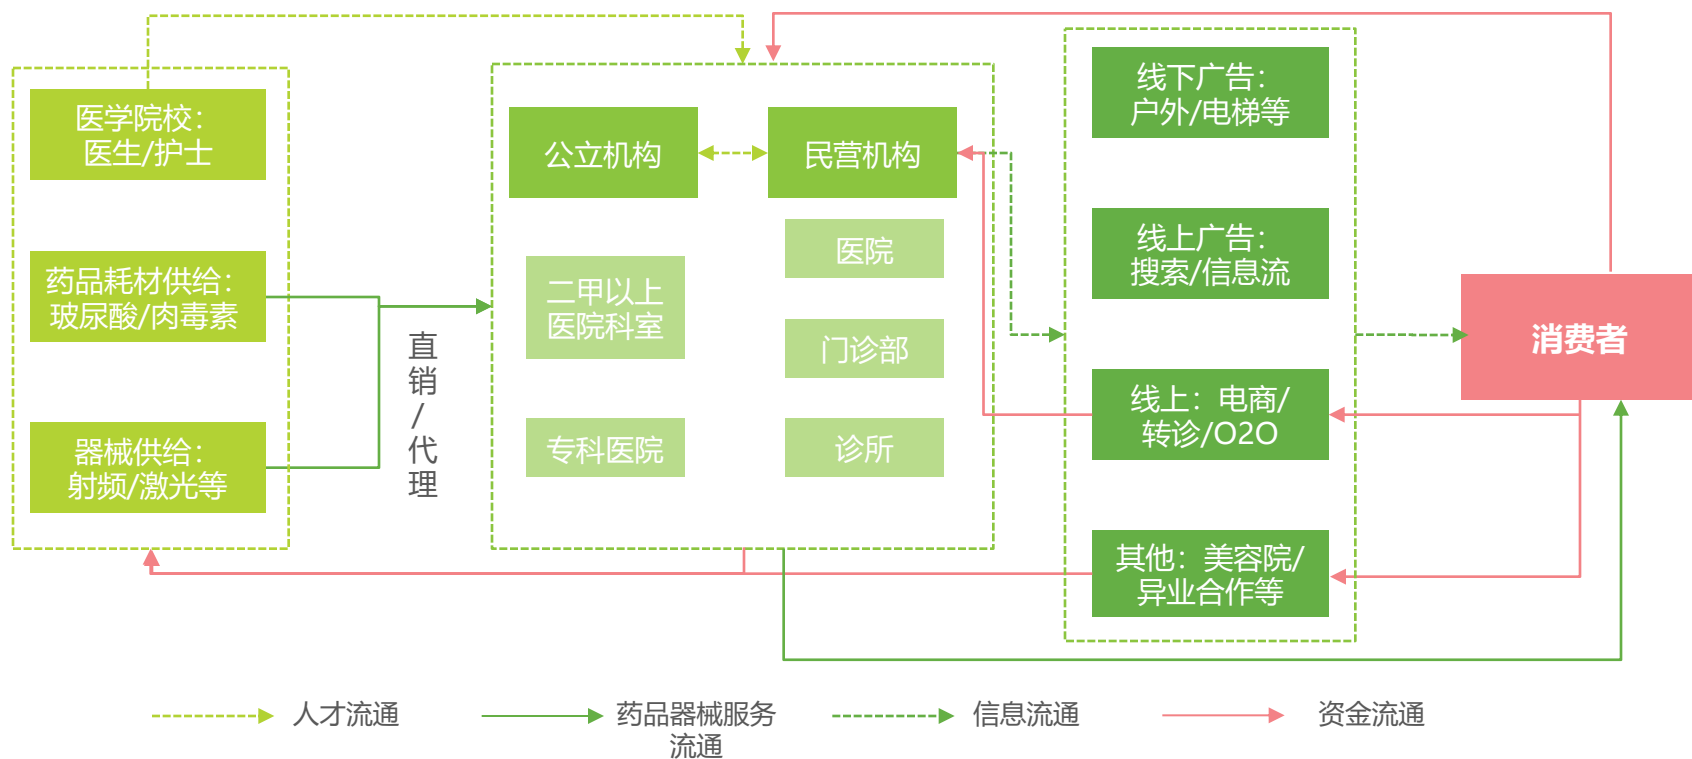 医学院校：
医生/护士
药品耗材供给：
玻尿酸/肉毒素
器械供给：
射频/激光等
直销/代理
公立机构
民营机构
二甲以上
医院科室
专科医院
医院
门诊部
诊所
线下广告：
户外/电梯等
线上广告：
搜索/信息流
线上：电商/
转诊/O2O
其他：美容院/
异业合作等
消费者
人才流通
药品器械服务
流通
信息流通
资金流通